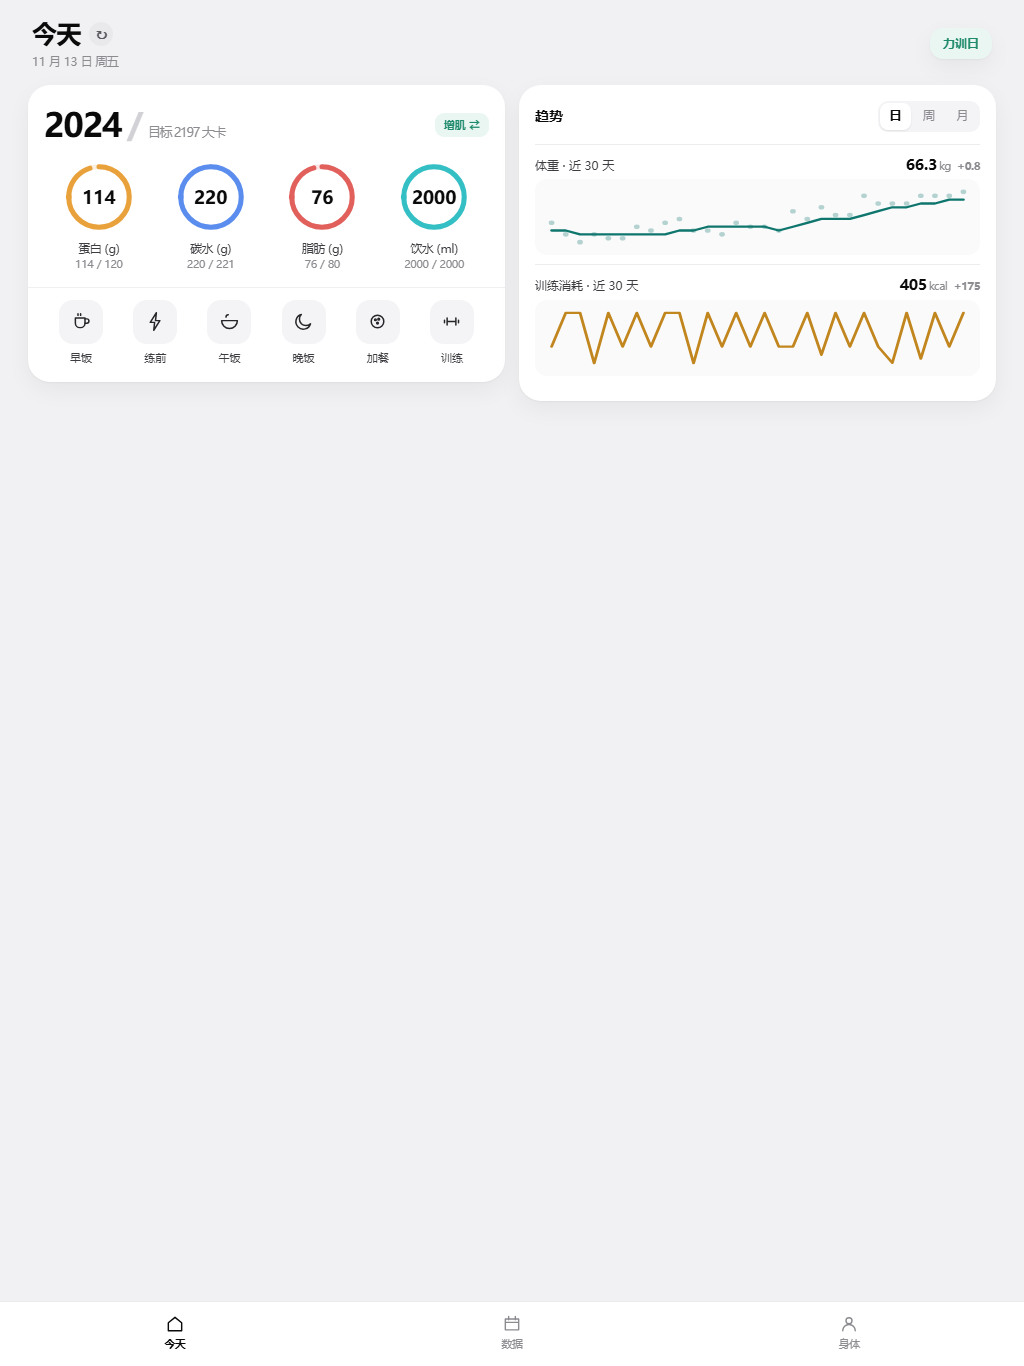 今天 ↻
11 月 13 日 周五
力训日
2024 / 目标 2197 大卡
增肌 ⇄
114
220
76
2000
蛋白 (g)
碳水 (g)
脂肪 (g)
饮水 (ml)
114 / 120
220 / 221
76 / 80
2000 / 2000
早饭
练前
午饭
晚饭
加餐
训练
趋势
日 周 月
体重 · 近 30 天
66.3 kg +0.8
训练消耗 · 近 30 天
405 kcal +175
今天
数据
身体